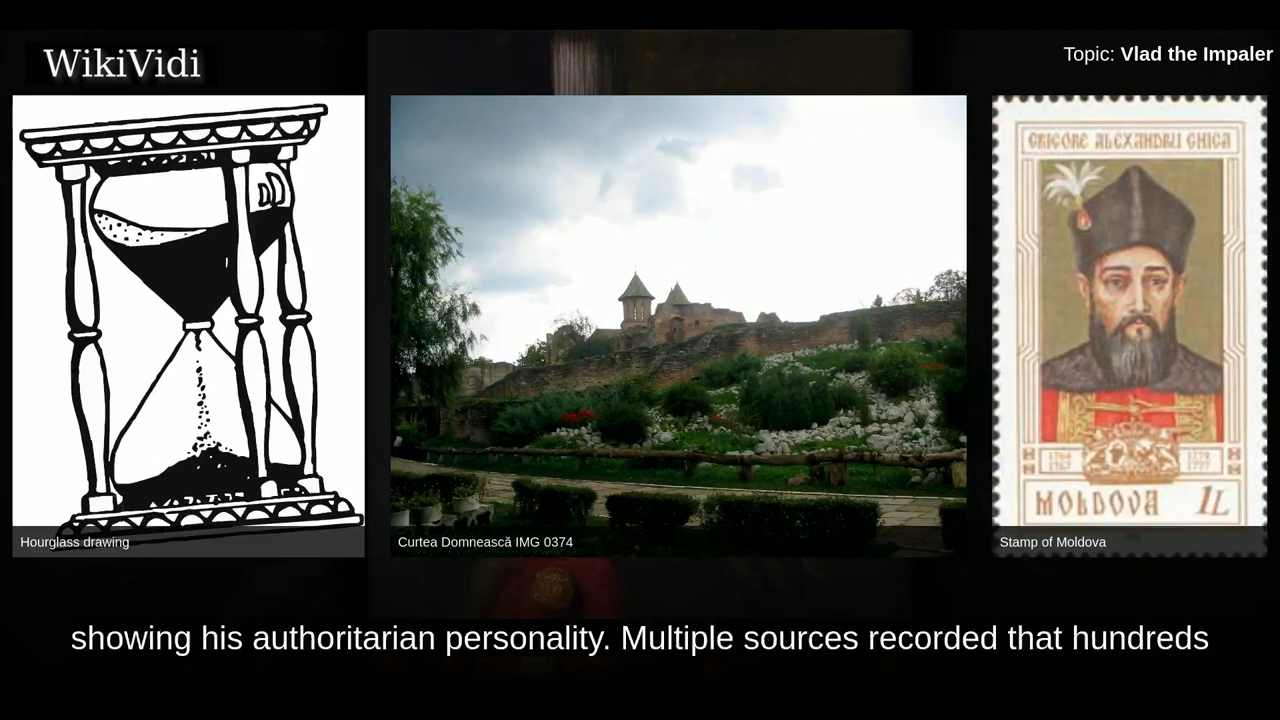 WikiVidi
Topic: Vlad the Impaler
GRIGORE ALEXANDRU GHICA
MOLDOVA 1L
Hourglass drawing
Curtea Domnească IMG 0374
Stamp of Moldova
showing his authoritarian personality. Multiple sources recorded that hundreds